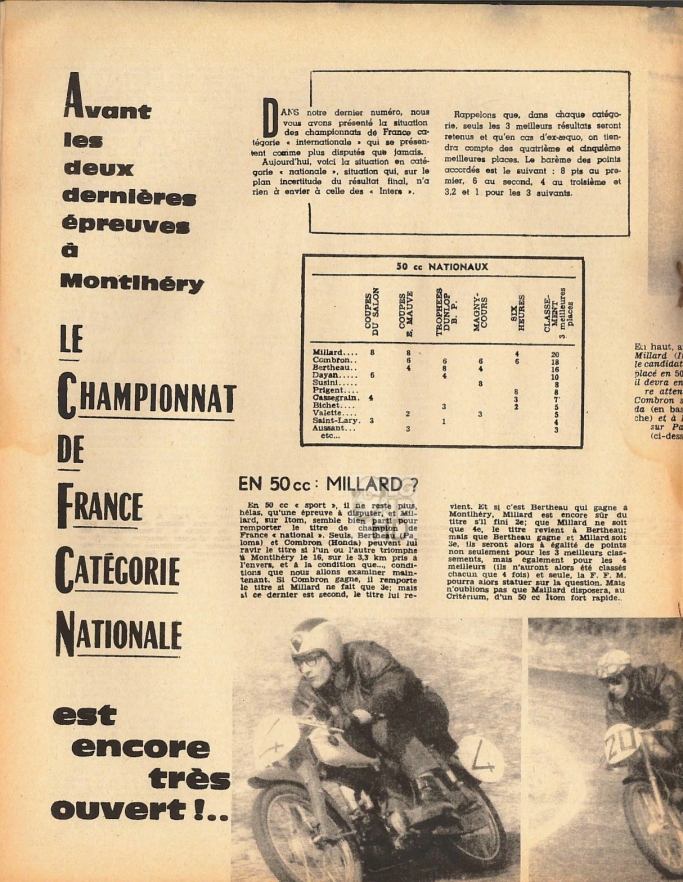 Avant
les
deux
dernières
épreuves
à
Montlhéry
LE
CHAMPIONNAT
DE
FRANCE
CATÉGORIE
NATIONALE
est
encore
très
ouvert !..
DANS notre dernier numéro, nous
vous avons présenté la situation
des championnats de France ca-
tégorie « internationale » qui se présen-
tent comme plus disputés que jamais.
Aujourd'hui, voici la situation en caté-
gorie « nationale », situation qui, sur le
plan incertitude du résultat final, n'a
rien à envier à celle des « Inters ».
Rappelons que, dans chaque catégo-
rie, seuls les 3 meilleurs résultats seront
retenus et qu'en cas d'ex-æquo, on tien-
dra compte des quatrième et cinquième
meilleures places. Le barème des points
accordés est le suivant : 8 pts au pre-
mier, 6 au second, 4 au troisième et
3,2 et 1 pour les 3 suivants.
50 cc NATIONAUX
COUPES DU SALON
COUPES E. MAUVE
TROPHEES DUNLOP B. P.
MAGNY-COURS
SIX HEURES
CLASSE-MENT 3 meilleures places
Millard.... 8 8 4 20
Combron.. 6 6 6 6 18
Bertheau.. 4 8 4 16
Dayan..... 6 4 10
Susini..... 8 8
Prigent.... 8 8
Cassegrain. 4 3 7
Bichet.... 3 2 5
Valette.... 2 3 5
Saint-Lary. 3 1 4
Aussant... 3 3
etc...
EN 50 cc : MILLARD ?
En 50 cc « sport », il ne reste plus,
hélas, qu'une épreuve à disputer, et Mil-
lard, sur Itom, semble bien parti pour
remporter le titre de champion de
France « national ». Seuls, Bertheau (Pa-
loma) et Combron (Honda) peuvent lui
ravir le titre si l'un ou l'autre triomphe
à Montlhéry le 16, sur le 3,3 km pris à
l'envers, et à la condition que..., condi-
tions que nous allons examiner main-
tenant. Si Combron gagne, il remporte
le titre si Millard ne fait que 3e; mais
si ce dernier est second, le titre lui re-
vient. Et si c'est Bertheau qui gagne à
Montlhéry, Millard est encore sûr du
titre s'il fini 2e; que Millard ne soit
que 4e, le titre revient à Bertheau;
mais que Bertheau gagne et Millard soit
3e, ils seront alors à égalité de points
non seulement pour les 3 meilleurs clas-
sements, mais également pour les 4
meilleurs (ils n'auront alors été classés
chacun que 4 fois) et seule, la F. F. M.
pourra alors statuer sur la question. Mais
n'oublions pas que Maillard disposera, au
Critérium, d'un 50 cc Itom fort rapide..
En haut, a
Millard (It
le candidat
placé en 50
il devra en
re atten
Combron s
da (en bas
che) et à l
sur Pa
(ci-dess
4
4
20